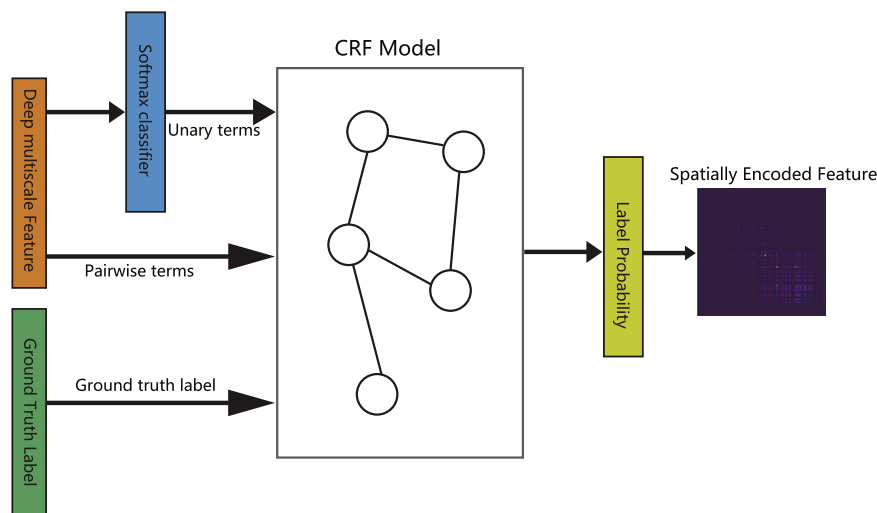 CRF Model
Deep multiscale Feature
Softmax classifier
Unary terms
Pairwise terms
Ground Truth Label
Ground truth label
Label Probability
Spatially Encoded Feature